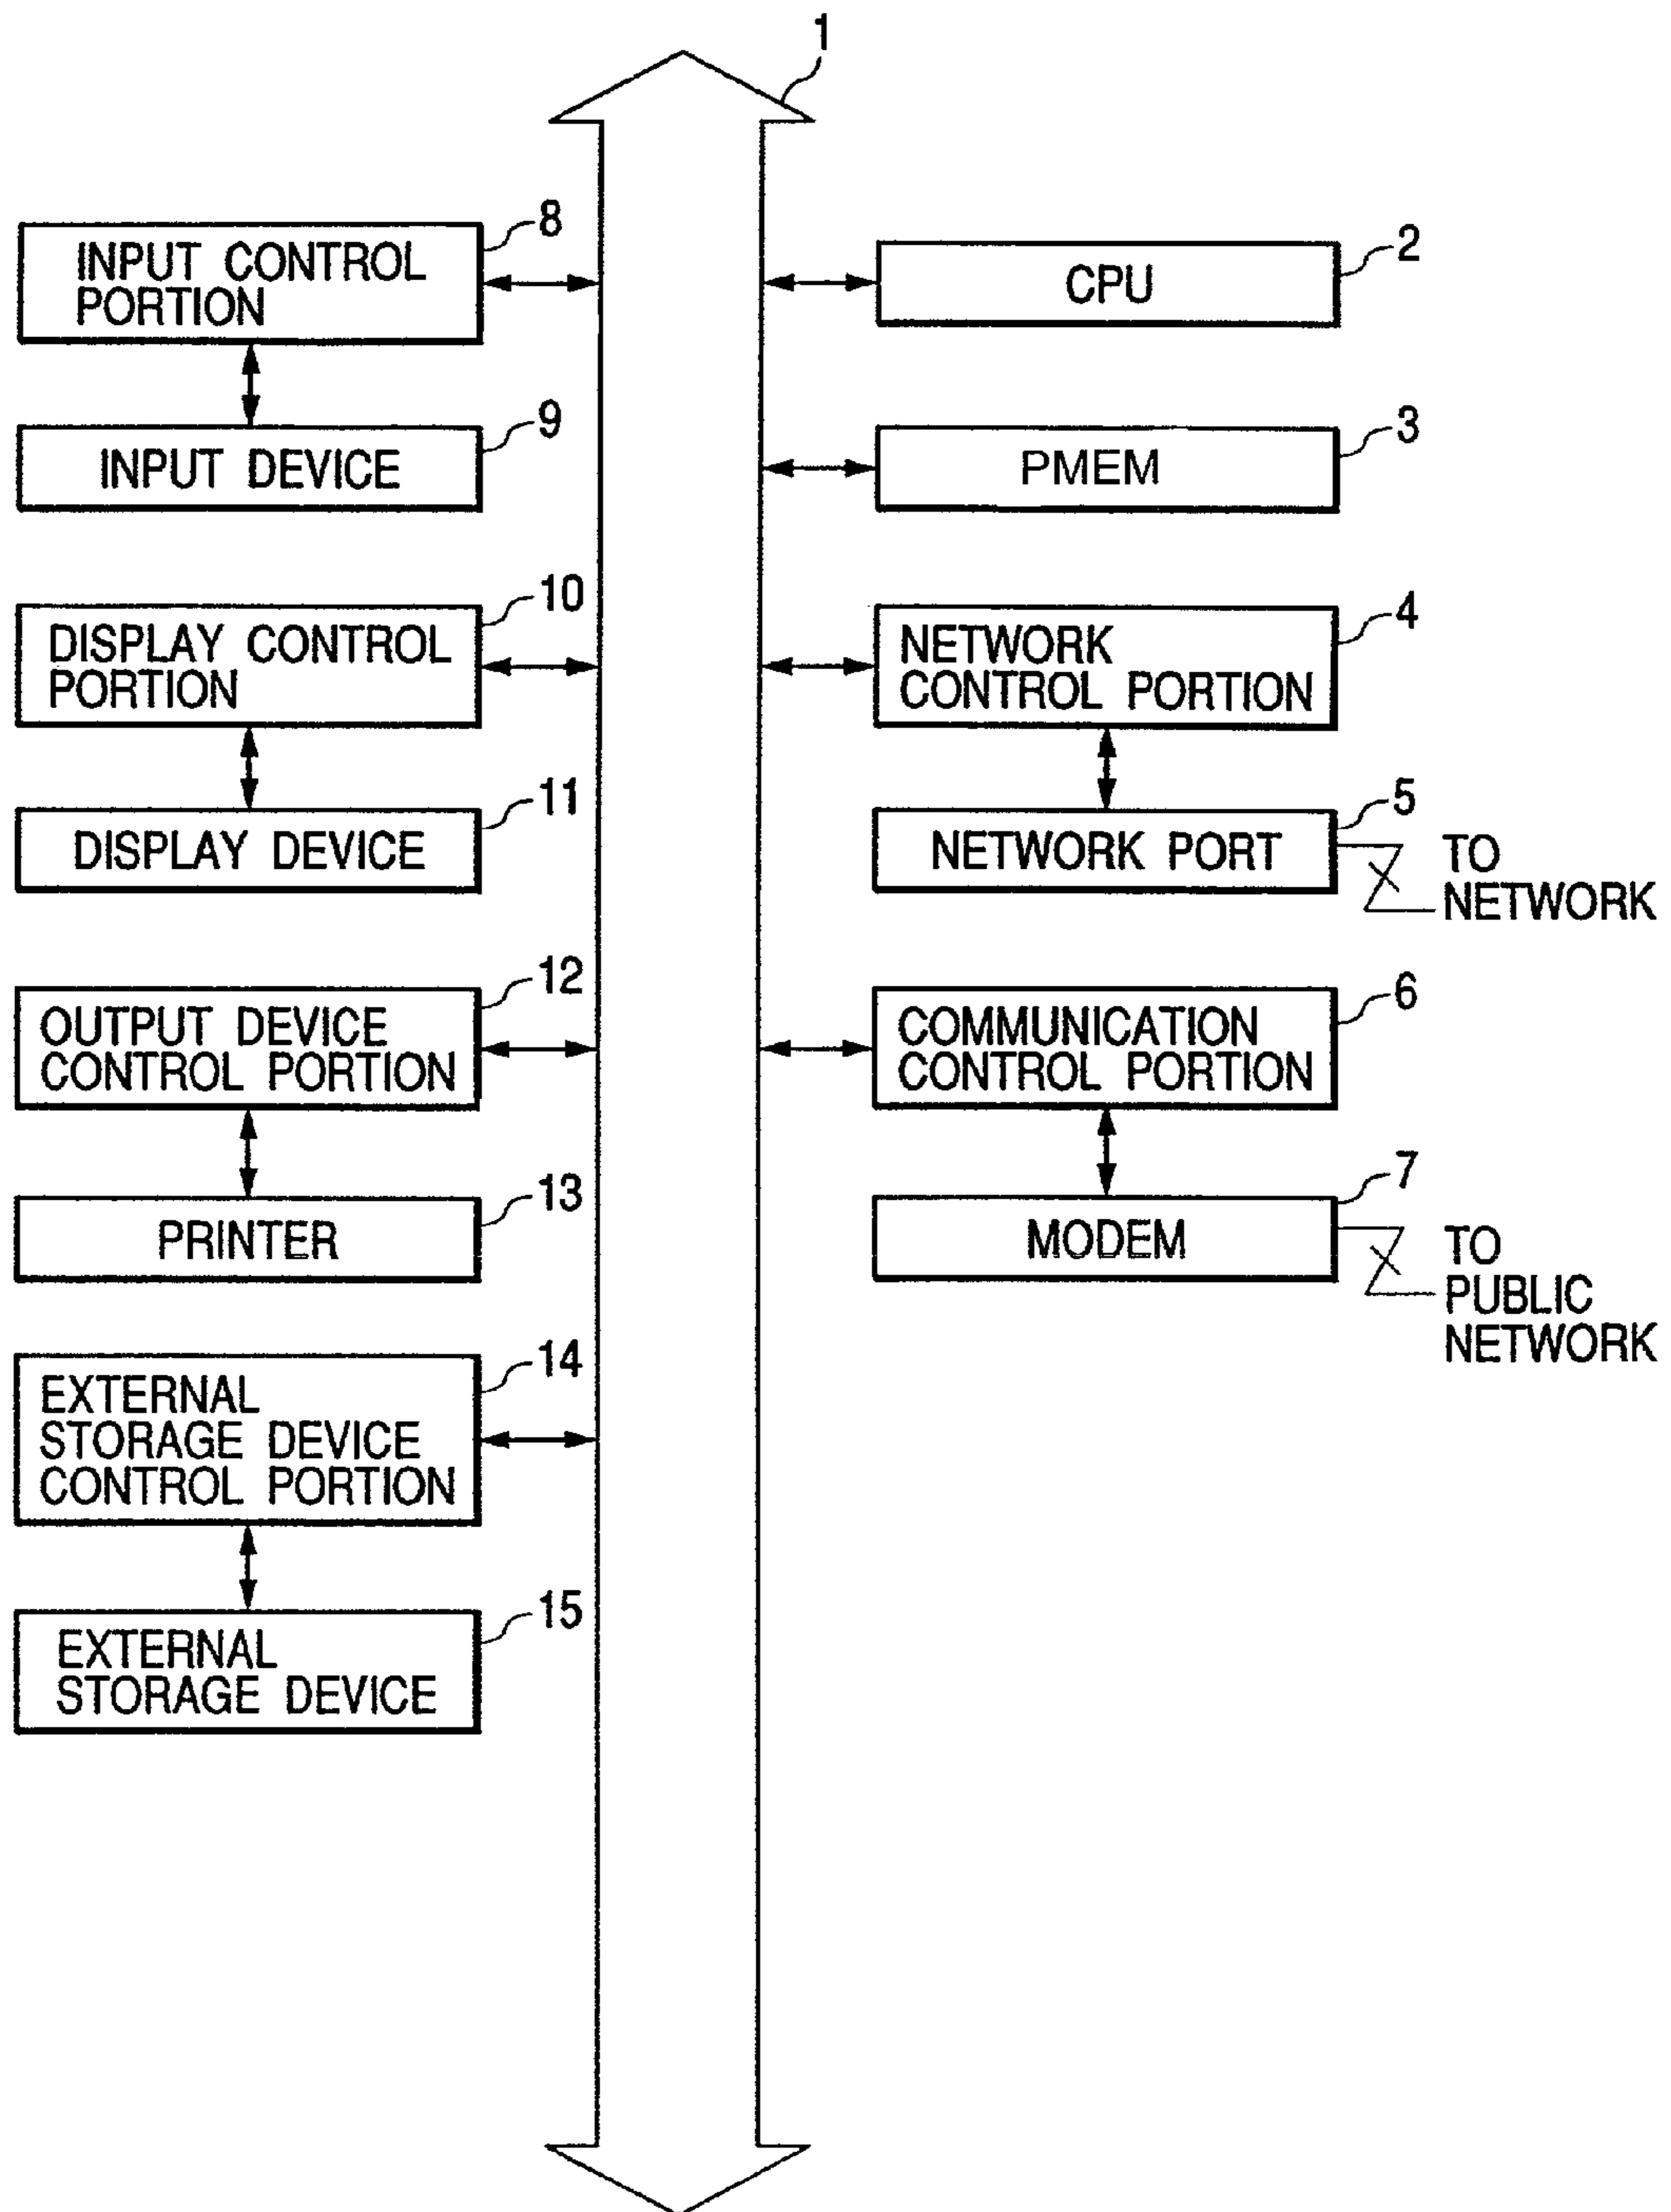 1
8
INPUT CONTROL
PORTION
9
INPUT DEVICE
10
DISPLAY CONTROL
PORTION
11
DISPLAY DEVICE
12
OUTPUT DEVICE
CONTROL PORTION
13
PRINTER
14
EXTERNAL
STORAGE DEVICE
CONTROL PORTION
15
EXTERNAL
STORAGE DEVICE
2
CPU
3
PMEM
4
NETWORK
CONTROL PORTION
5
NETWORK PORT
TO
NETWORK
6
COMMUNICATION
CONTROL PORTION
7
MODEM
TO
PUBLIC
NETWORK